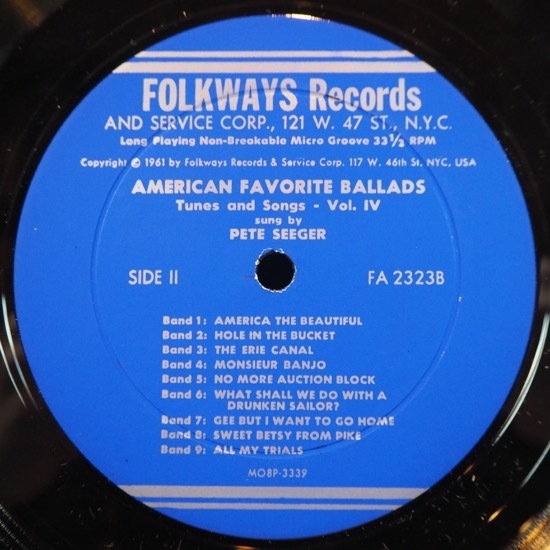 FOLKWAYS Records
AND SERVICE CORP., 121 W. 47 ST., N.Y.C.
Long Playing Non-Breakable Micro Groove 33 1/3 RPM
Copyright © 1961 by Folkways Records & Service Corp. 117 W. 46th St. NYC, USA
AMERICAN FAVORITE BALLADS
Tunes and Songs - Vol. IV
sung by
PETE SEEGER
SIDE II FA 2323B
Band 1: AMERICA THE BEAUTIFUL
Band 2: HOLE IN THE BUCKET
Band 3: THE ERIE CANAL
Band 4: MONSIEUR BANJO
Band 5: NO MORE AUCTION BLOCK
Band 6: WHAT SHALL WE DO WITH A
DRUNKEN SAILOR?
Band 7: GEE BUT I WANT TO GO HOME
Band 8: SWEET BETSY FROM PIKE
Band 9: ALL MY TRIALS
MO8P-3339